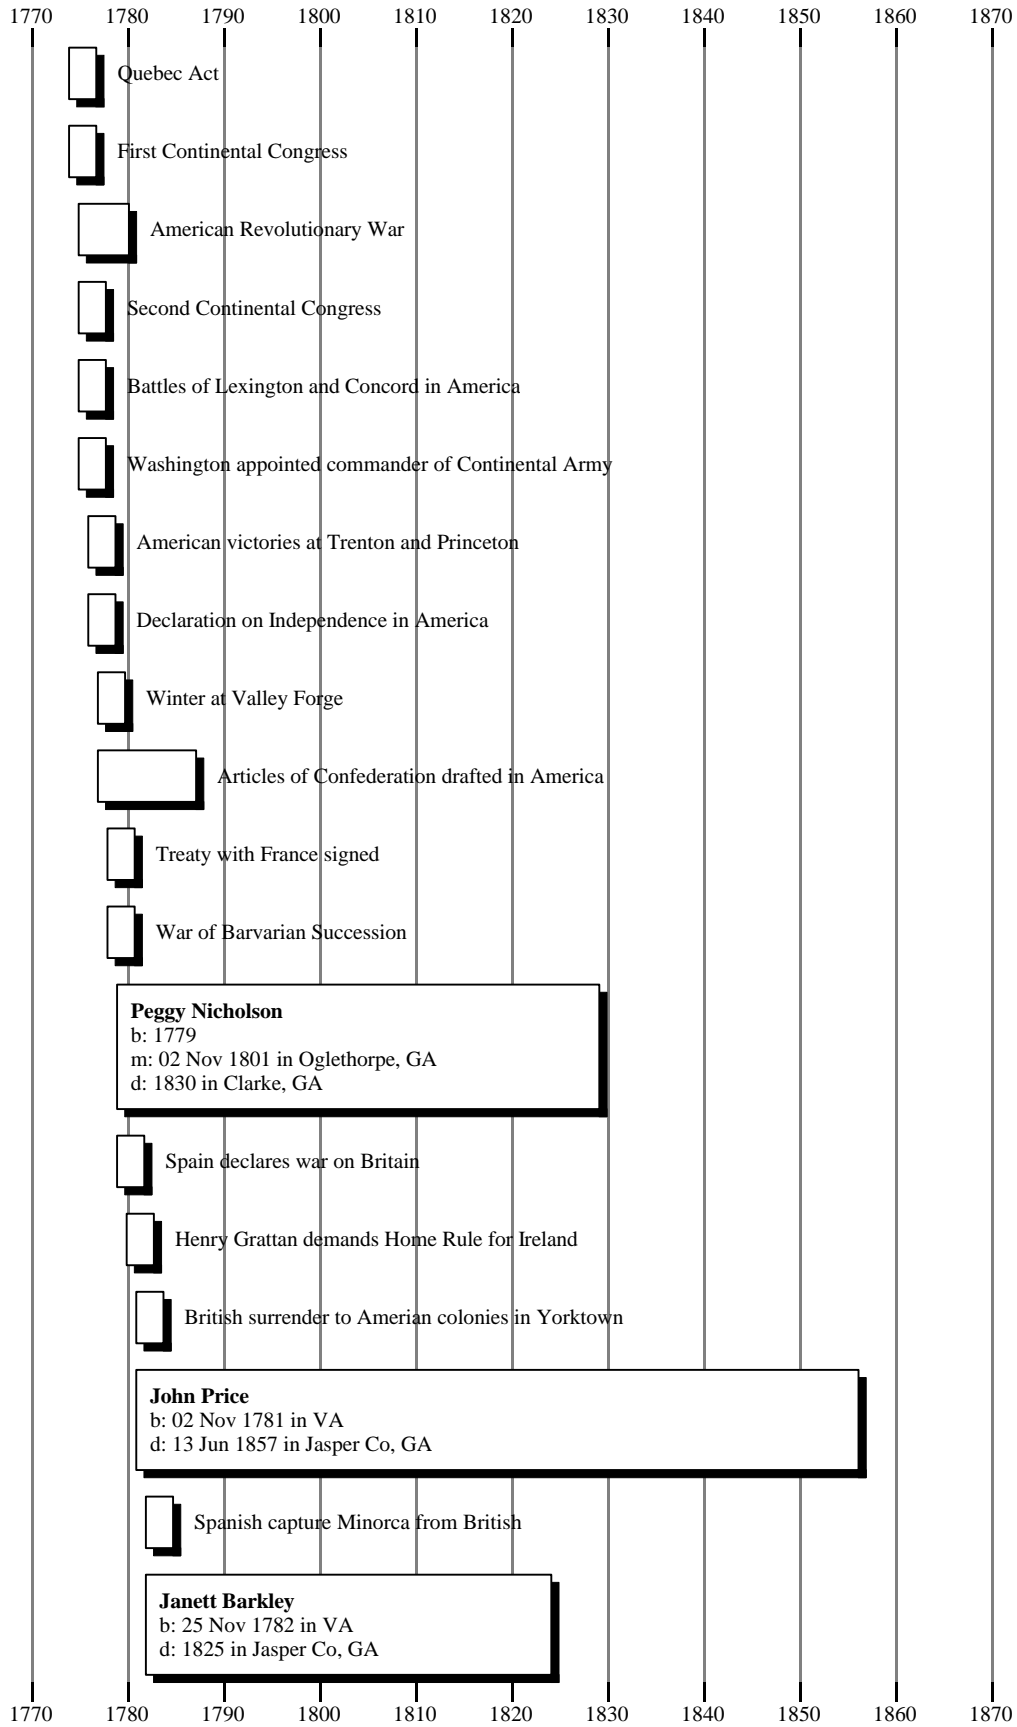 1770 1780 1790 1800 1810 1820 1830 1840 1850 1860 1870
Quebec Act
First Continental Congress
American Revolutionary War
Second Continental Congress
Battles of Lexington and Concord in America
Washington appointed commander of Continental Army
American victories at Trenton and Princeton
Declaration on Independence in America
Winter at Valley Forge
Articles of Confederation drafted in America
Treaty with France signed
War of Barvarian Succession
Peggy Nicholson
b: 1779
m: 02 Nov 1801 in Oglethorpe, GA
d: 1830 in Clarke, GA
Spain declares war on Britain
Henry Grattan demands Home Rule for Ireland
British surrender to Amerian colonies in Yorktown
John Price
b: 02 Nov 1781 in VA
d: 13 Jun 1857 in Jasper Co, GA
Spanish capture Minorca from British
Janett Barkley
b: 25 Nov 1782 in VA
d: 1825 in Jasper Co, GA
1770 1780 1790 1800 1810 1820 1830 1840 1850 1860 1870